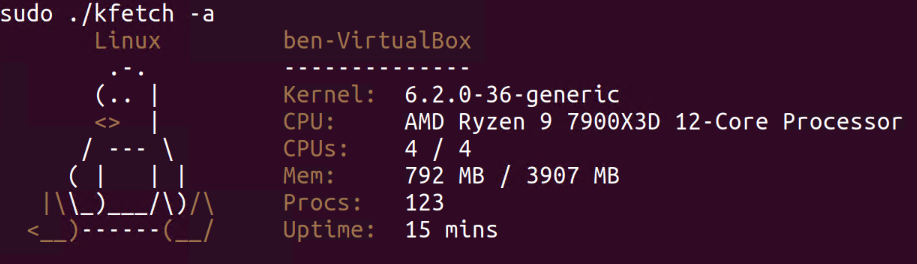 sudo ./kfetch -a
        Linux           ben-VirtualBox
         .-.            --------------
        (.. |           Kernel:  6.2.0-36-generic
        <>  |           CPU:     AMD Ryzen 9 7900X3D 12-Core Processor
       / --- \          CPUs:    4 / 4
      ( |   | |         Mem:     792 MB / 3907 MB
    |\\_)___/\)/\       Procs:   123
   <__)------(__/       Uptime:  15 mins